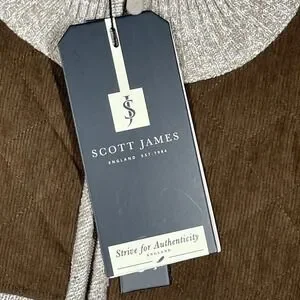 SJ
SCOTT JAMES
ENGLAND EST.1984
Strive for Authenticity
ENGLAND